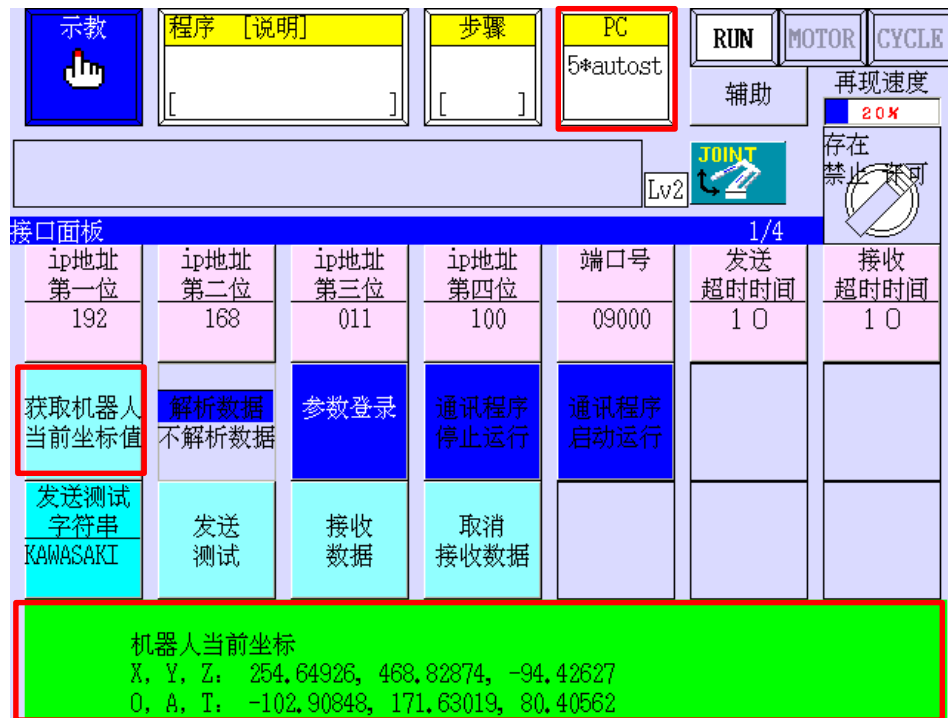 示教
程序 [说明]
步骤
PC
RUN
MOTOR
CYCLE
5*autost
[ ]
[ ]
辅助
再现速度
20%
存在
禁止 许可
JOINT
Lv2
接口面板
1/4
ip地址
第一位
192
ip地址
第二位
168
ip地址
第三位
011
ip地址
第四位
100
端口号
09000
发送
超时时间
10
接收
超时时间
10
获取机器人
当前坐标值
解析数据
不解析数据
参数登录
通讯程序
停止运行
通讯程序
启动运行
发送测试
字符串
KAWASAKI
发送
测试
接收
数据
取消
接收数据
机器人当前坐标
X, Y, Z: 254.64926, 468.82874, -94.42627
O, A, T: -102.90848, 171.63019, 80.40562